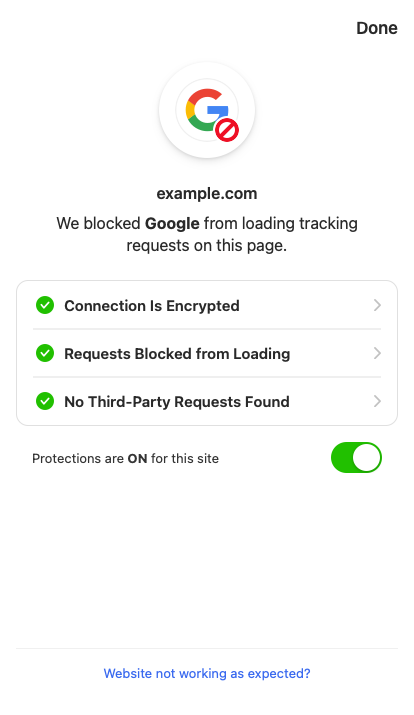 Done
example.com
We blocked Google from loading tracking
requests on this page.
Connection Is Encrypted
Requests Blocked from Loading
No Third-Party Requests Found
Protections are ON for this site
Website not working as expected?